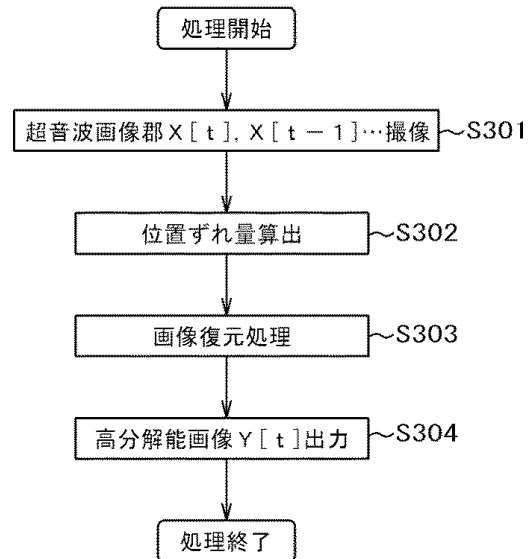 処理開始
超音波画像郡X[t], X[t-1]…撮像
S301
位置ずれ量算出
S302
画像復元処理
S303
高分解能画像Y[t]出力
S304
処理終了